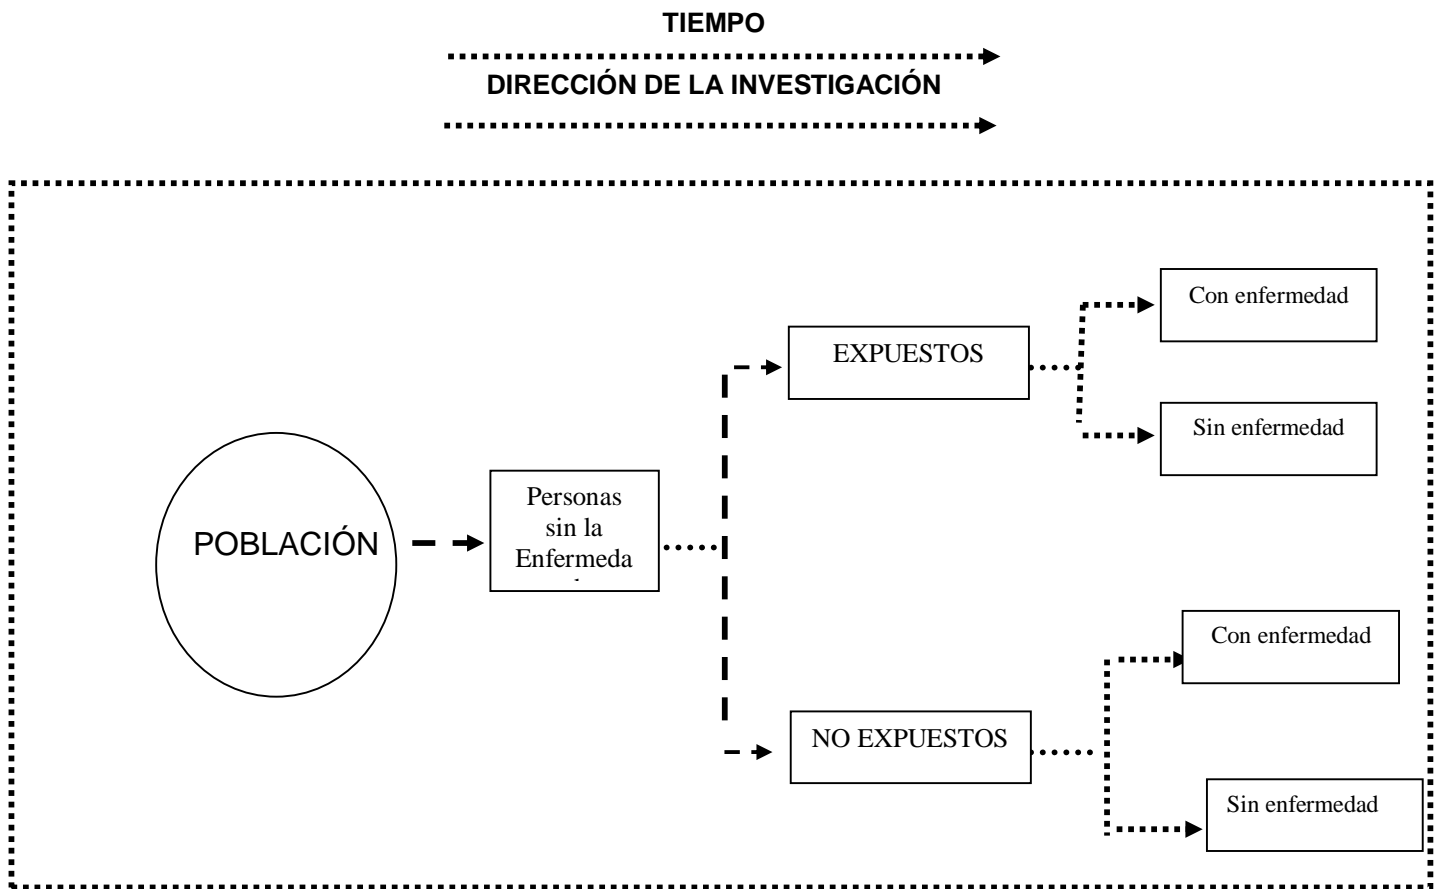 TIEMPO
DIRECCIÓN DE LA INVESTIGACIÓN
POBLACIÓN
Personas
sin la
Enfermeda
EXPUESTOS
Con enfermedad
Sin enfermedad
NO EXPUESTOS
Con enfermedad
Sin enfermedad